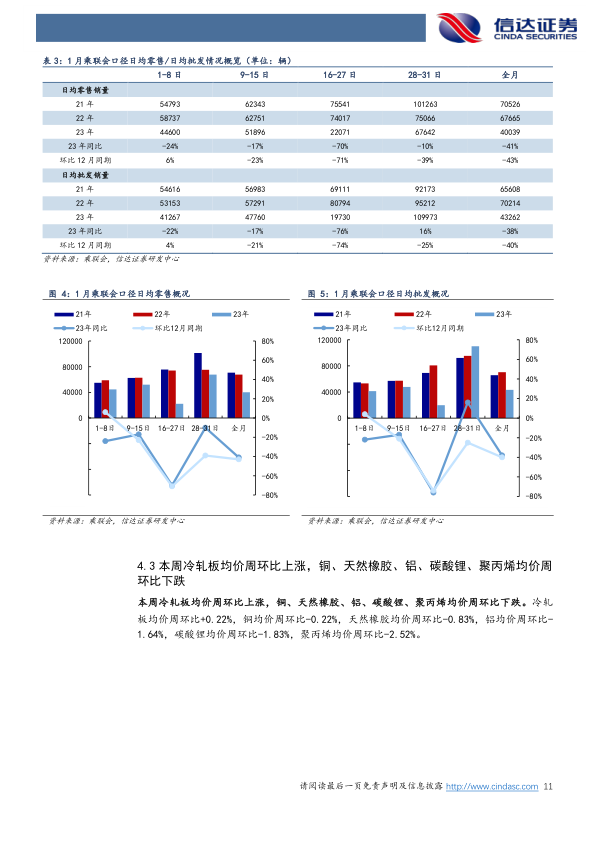 信达证券
CINDA SECURITIES
表 3：1 月乘联会口径日均零售/日均批发情况概览（单位：辆）
1-8 日 9-15 日 16-27 日 28-31 日 全月
日均零售销量
21 年 54793 62343 75541 101263 70526
22 年 58737 62751 74017 75066 67665
23 年 44600 51896 22071 67642 40039
23 年同比 -24% -17% -70% -10% -41%
环比 12 月同期 6% -23% -71% -39% -43%
日均批发销量
21 年 54616 56983 69111 92173 65608
22 年 53153 57291 80794 95212 70214
23 年 41267 47760 19730 109973 43262
23 年同比 -22% -17% -76% 16% -38%
环比 12 月同期 4% -21% -74% -25% -40%
资料来源：乘联会，信达证券研发中心
图 4：1 月乘联会口径日均零售概况
21年 22年 23年
23年同比 环比12月同期
120000 80%
60%
80000 40%
40000 20%
0 0%
1-8日 9-15日 16-27日 28-31日 全月
-20%
-40%
-60%
-80%
资料来源：乘联会，信达证券研发中心
图 5：1 月乘联会口径日均批发概况
21年 22年 23年
23年同比 环比12月同期
120000 80%
60%
80000 40%
40000 20%
0 0%
1-8日 9-15日 16-27日 28-31日 全月
-20%
-40%
-60%
-80%
资料来源：乘联会，信达证券研发中心
4.3 本周冷轧板均价周环比上涨，铜、天然橡胶、铝、碳酸锂、聚丙烯均价周
环比下跌
本周冷轧板均价周环比上涨，铜、天然橡胶、铝、碳酸锂、聚丙烯均价周环比下跌。冷轧
板均价周环比+0.22%，铜均价周环比-0.22%，天然橡胶均价周环比-0.83%，铝均价周环比-
1.64%，碳酸锂均价周环比-1.83%，聚丙烯均价周环比-2.52%。
请阅读最后一页免责声明及信息披露 http://www.cindasc.com 11